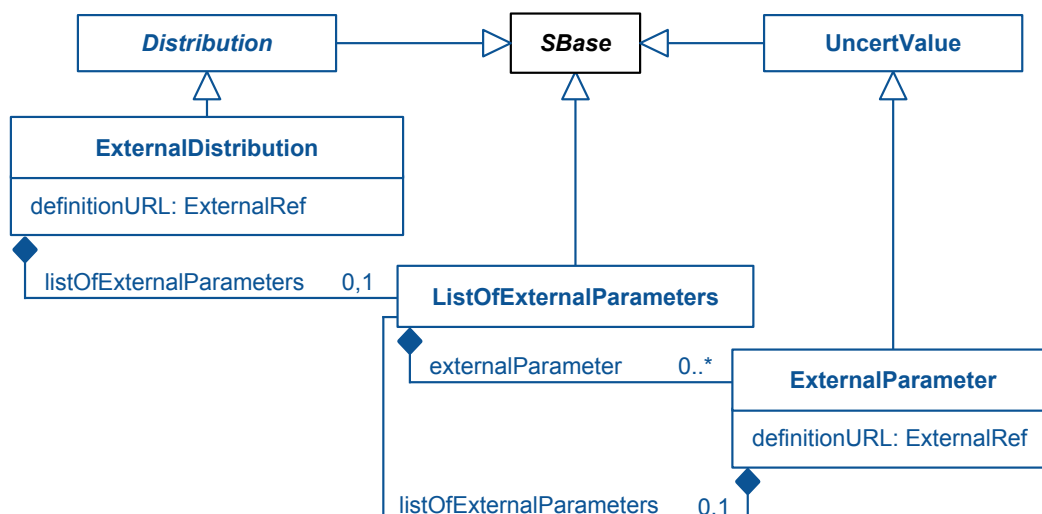 Distribution
SBase
UncertValue
ExternalDistribution
definitionURL: ExternalRef
listOfExternalParameters 0,1
ListOfExternalParameters
externalParameter 0..*
ExternalParameter
definitionURL: ExternalRef
listOfExternalParameters 0,1